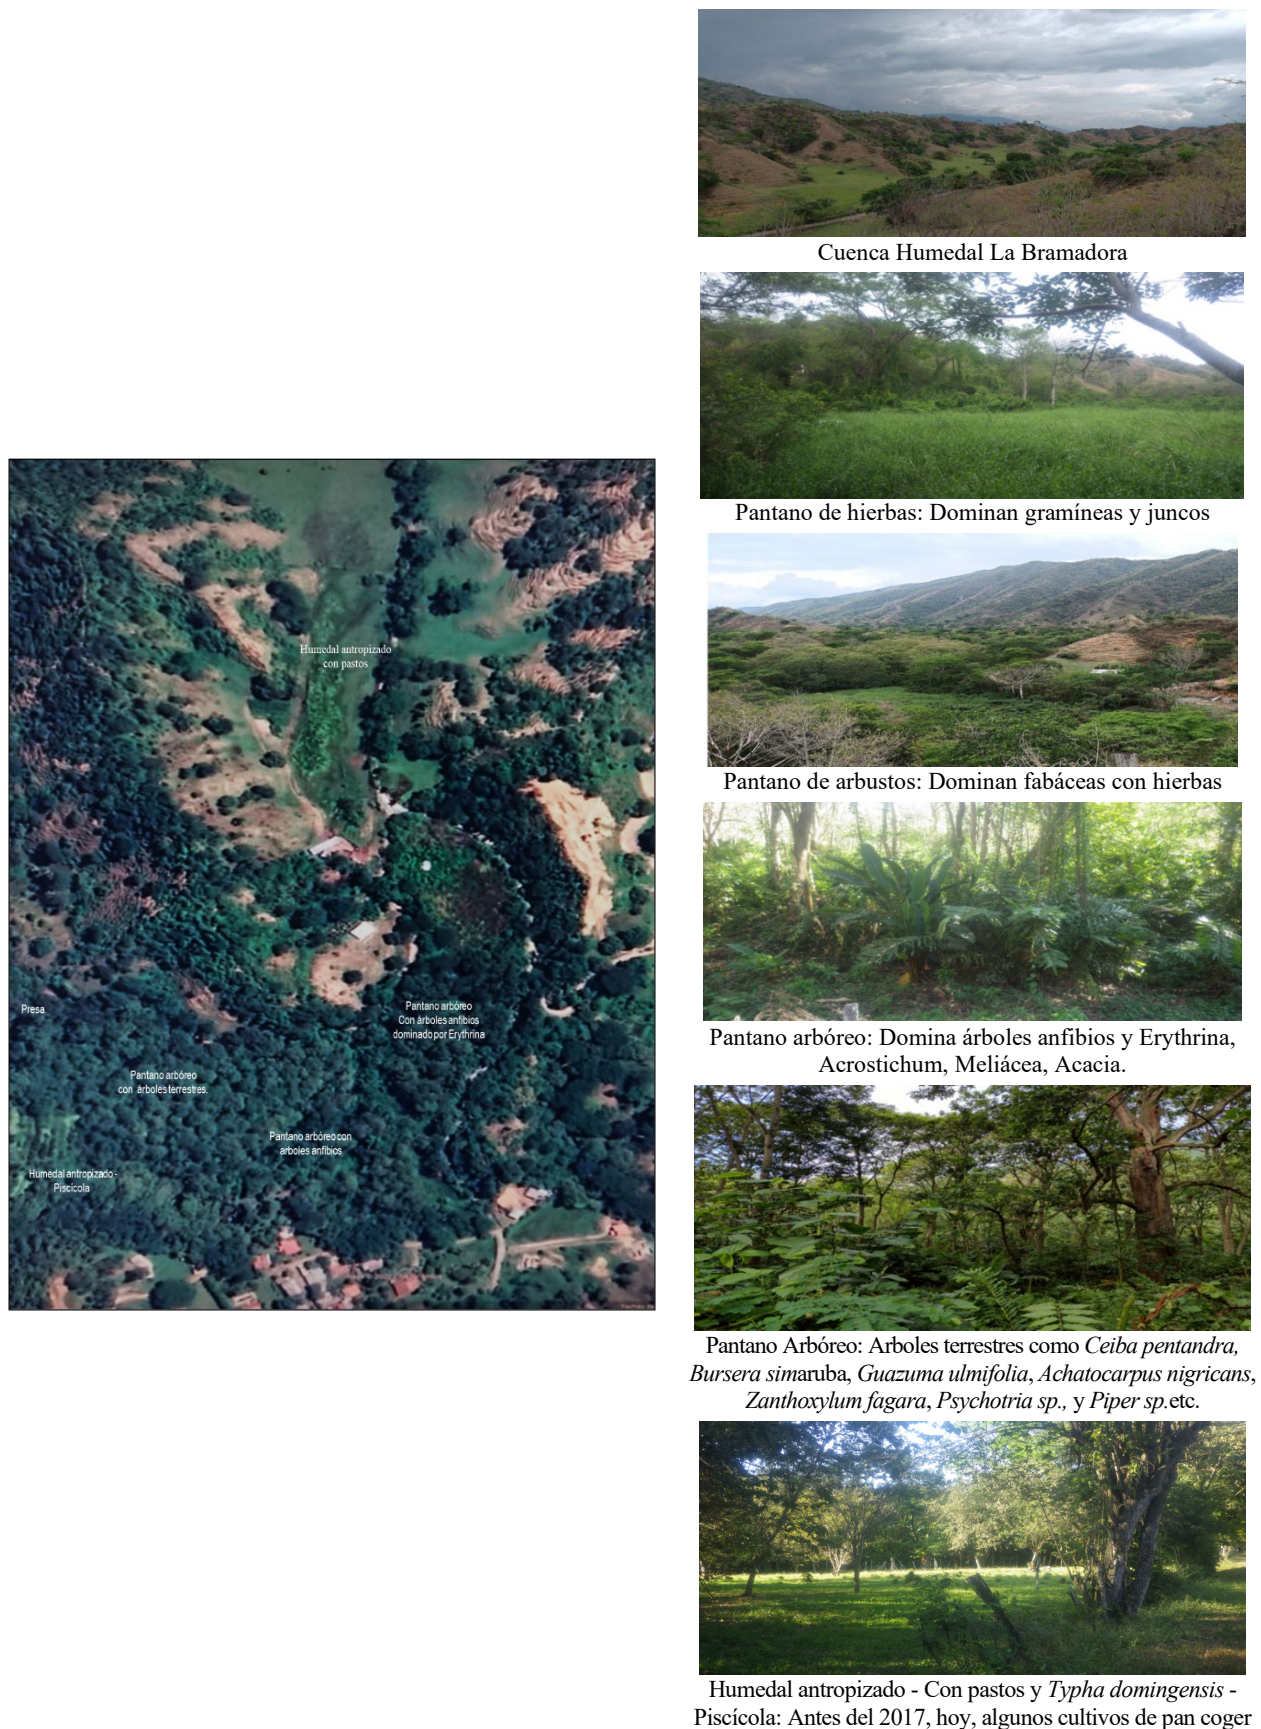 Humedal antropizado
con pastos
Presa
Pantano arbóreo
Con árboles anfibios
dominado por Erythrina
Pantano arbóreo
con árboles terrestres.
Pantano arbóreo con
arboles anfibios
Humedal antropizado -
Piscícola
Cuenca Humedal La Bramadora
Pantano de hierbas: Dominan gramíneas y juncos
Pantano de arbustos: Dominan fabáceas con hierbas
Pantano arbóreo: Domina árboles anfibios y Erythrina,
Acrostichum, Meliácea, Acacia.
Pantano Arbóreo: Arboles terrestres como Ceiba pentandra,
Bursera simaruba, Guazuma ulmifolia, Achatocarpus nigricans,
Zanthoxylum fagara, Psychotria sp., y Piper sp.etc.
Humedal antropizado - Con pastos y Typha domingensis -
Piscícola: Antes del 2017, hoy, algunos cultivos de pan coger